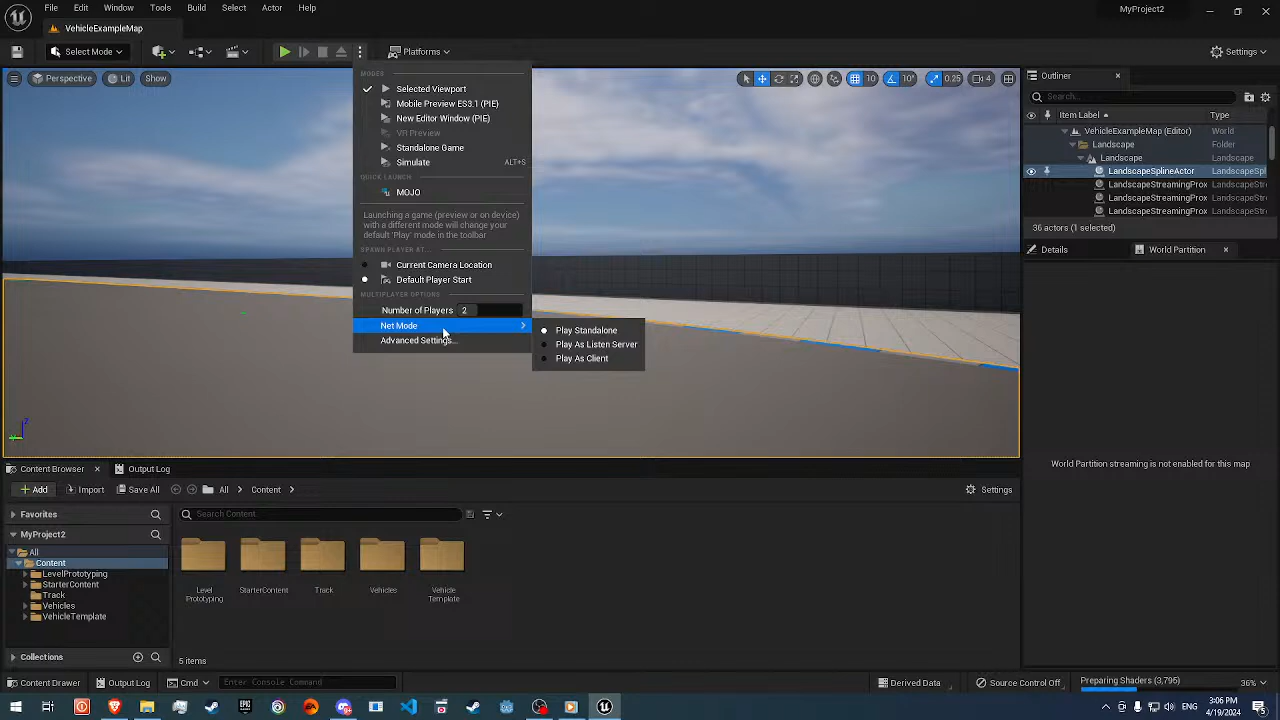 File Edit Window Tools Build Select Actor Help
MyProject2
VehicleExampleMap
Select Mode
Platforms
Settings
Perspective
Lit
Show
10
10°
0.25
4
MODES
Selected Viewport
Mobile Preview ES3.1 (PIE)
New Editor Window (PIE)
VR Preview
Standalone Game
Simulate ALT+S
QUICK LAUNCH
MOJO
Launching a game (preview or on device)
with a different mode will change your
default 'Play' mode in the toolbar
SPAWN PLAYER AT...
Current Camera Location
Default Player Start
MULTIPLAYER OPTIONS
Number of Players 2
Net Mode
Advanced Settings...
Play Standalone
Play As Listen Server
Play As Client
Z
Outliner
Search...
Item Label Type
VehicleExampleMap (Editor) World
Landscape Folder
Landscape Landscape
LandscapeSplineActor LandscapeSpl
LandscapeStreamingProx LandscapeStre
LandscapeStreamingProx LandscapeStre
LandscapeStreamingProx LandscapeStre
36 actors (1 selected)
Details
World Partition
World Partition streaming is not enabled for this map
Content Browser
Output Log
Add
Import
Save All
All
Content
Settings
Favorites
Search Content
MyProject2
All
Content
LevelPrototyping
StarterContent
Track
Vehicles
VehicleTemplate
Level
Prototyping
StarterContent
Track
Vehicles
Vehicle
Template
Collections
5 items
Content Drawer
Output Log
Cmd
Enter Console Command
Derived Data
Source Control Off
Preparing Shaders (3,736)
36%
EPIC
EA
3:06 PM
4/19/2024